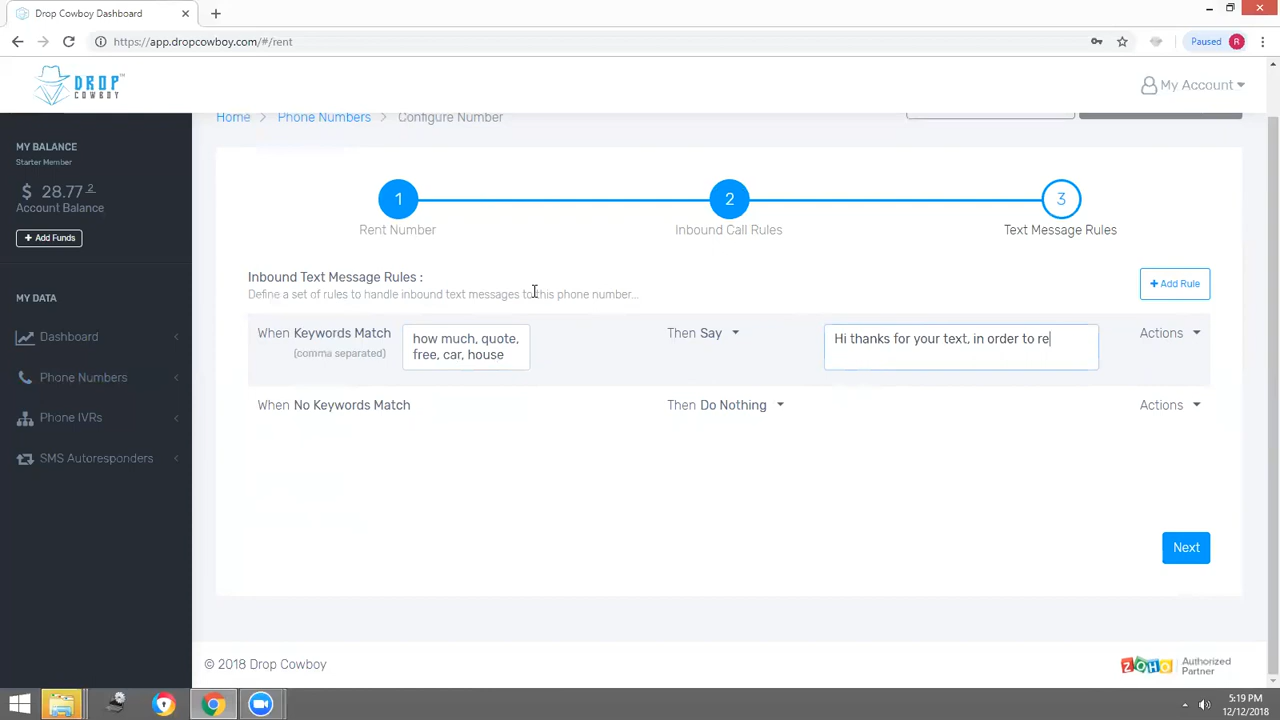 Drop Cowboy Dashboard
https://app.dropcowboy.com/#/rent
Paused R
DROP COWBOY
My Account
Home > Phone Numbers > Configure Number
MY BALANCE
Starter Member
$ 28.77 2
Account Balance
+ Add Funds
MY DATA
Dashboard
Phone Numbers
Phone IVRs
SMS Autoresponders
1 2 3
Rent Number Inbound Call Rules Text Message Rules
Inbound Text Message Rules :
Define a set of rules to handle inbound text messages to this phone number...
+ Add Rule
When Keywords Match
(comma separated)
how much, quote,
free, car, house
Then Say
Hi thanks for your text, in order to re
Actions
When No Keywords Match Then Do Nothing Actions
Next
© 2018 Drop Cowboy
ZOHO Authorized
Partner
5:19 PM
12/12/2018